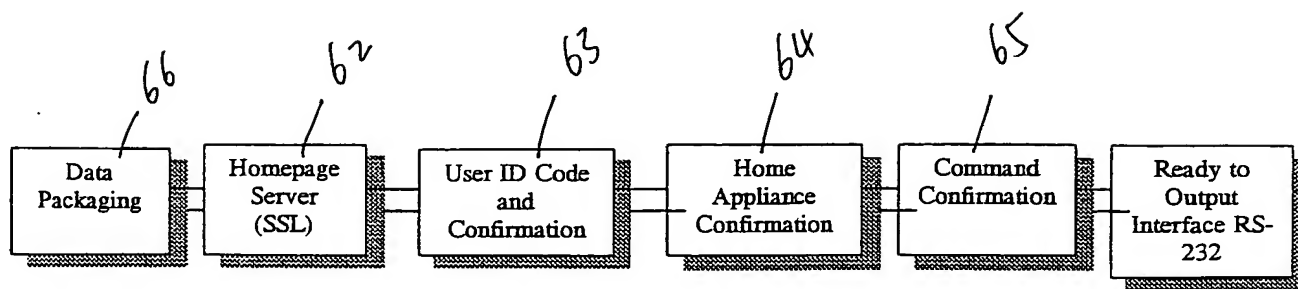 66
62
63
64
65
Data
Packaging
Homepage
Server
(SSL)
User ID Code
and
Confirmation
Home
Appliance
Confirmation
Command
Confirmation
Ready to
Output
Interface RS-
232